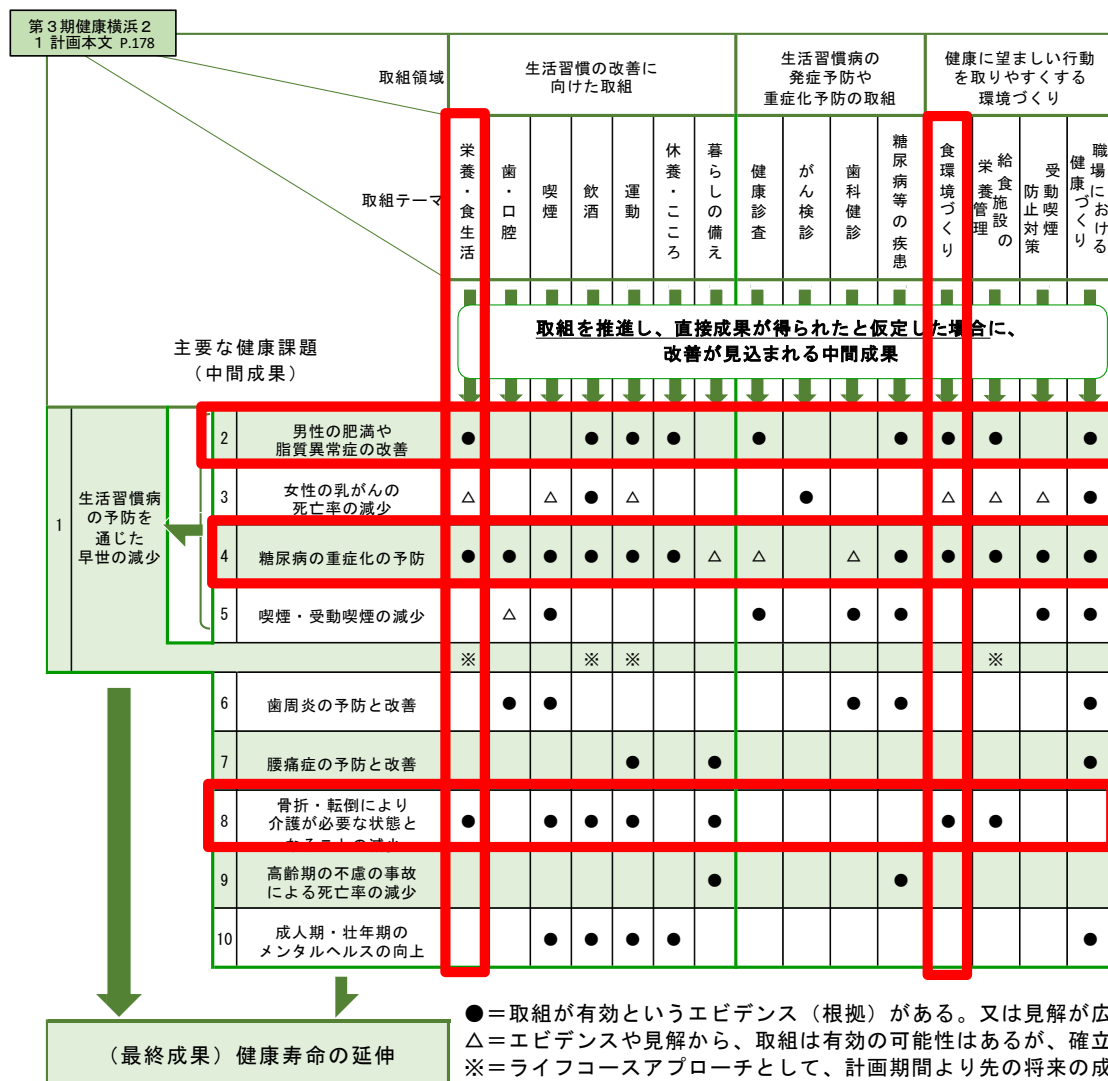 第３期健康横浜２
１計画本文 P.178
取組領域
生活習慣の改善に
向けた取組
生活習慣病の
発症予防や
重症化予防の取組
健康に望ましい行動
を取りやすくする
環境づくり
取組テーマ
栄養・食生活
歯・口腔
喫煙
飲酒
運動
休養・こころ
暮らしの備え
健康診査
がん検診
歯科健診
糖尿病等の疾患
食環境づくり
給食施設の
栄養管理
受動喫煙
防止対策
職場における
健康づくり
取組を推進し、直接成果が得られたと仮定した場合に、
改善が見込まれる中間成果
主要な健康課題
（中間成果）
1
生活習慣病
の予防を
通じた
早世の減少
2
男性の肥満や
脂質異常症の改善
● ● ● ● ● ● ● ● ●
3
女性の乳がんの
死亡率の減少
△ △ ● △ ● △ △ △ ●
4
糖尿病の重症化の予防
● ● ● ● ● ● △ △ △ ● ● ● ● ●
5
喫煙・受動喫煙の減少
△ ● ● ● ● ● ●
※ ※ ※ ※
6
歯周炎の予防と改善
● ● ● ● ●
7
腰痛症の予防と改善
● ● ●
8
骨折・転倒により
介護が必要な状態と
なることの減少
● ● ● ● ● ● ●
9
高齢期の不慮の事故
による死亡率の減少
● ●
10
成人期・壮年期の
メンタルヘルスの向上
● ● ● ● ●
（最終成果）健康寿命の延伸
●＝取組が有効というエビデンス（根拠）がある。又は見解が広
△＝エビデンスや見解から、取組は有効の可能性はあるが、確立
※＝ライフコースアプローチとして、計画期間より先の将来の成